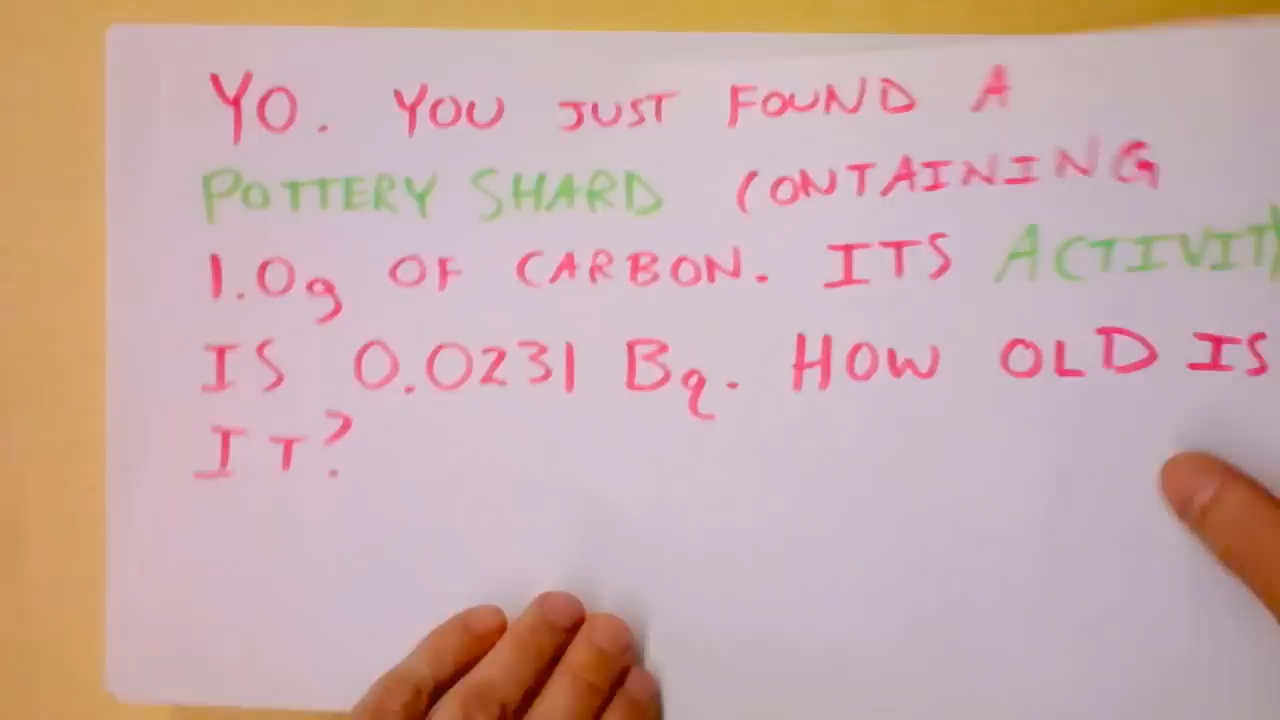 YO. YOU JUST FOUND A
POTTERY SHARD CONTAINING
1.0g OF CARBON. ITS ACTIVITY
IS 0.0231 Bq. HOW OLD IS
IT?